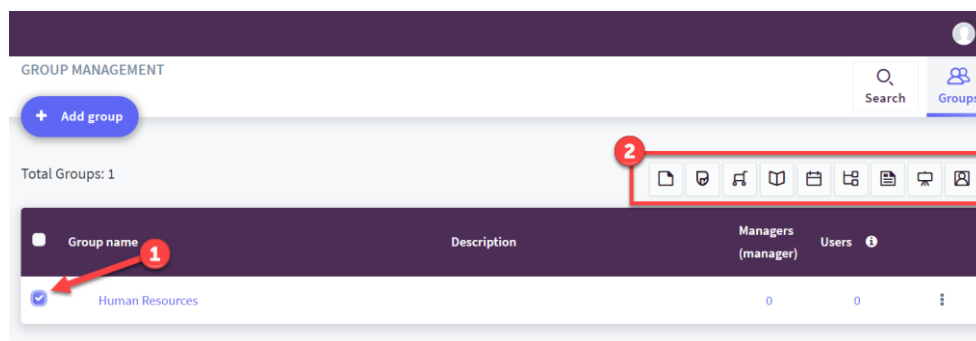 GROUP MANAGEMENT
Search
Groups
+ Add group
2
Total Groups: 1
Group name
Description
Managers
(manager)
Users
1
Human Resources
0
0